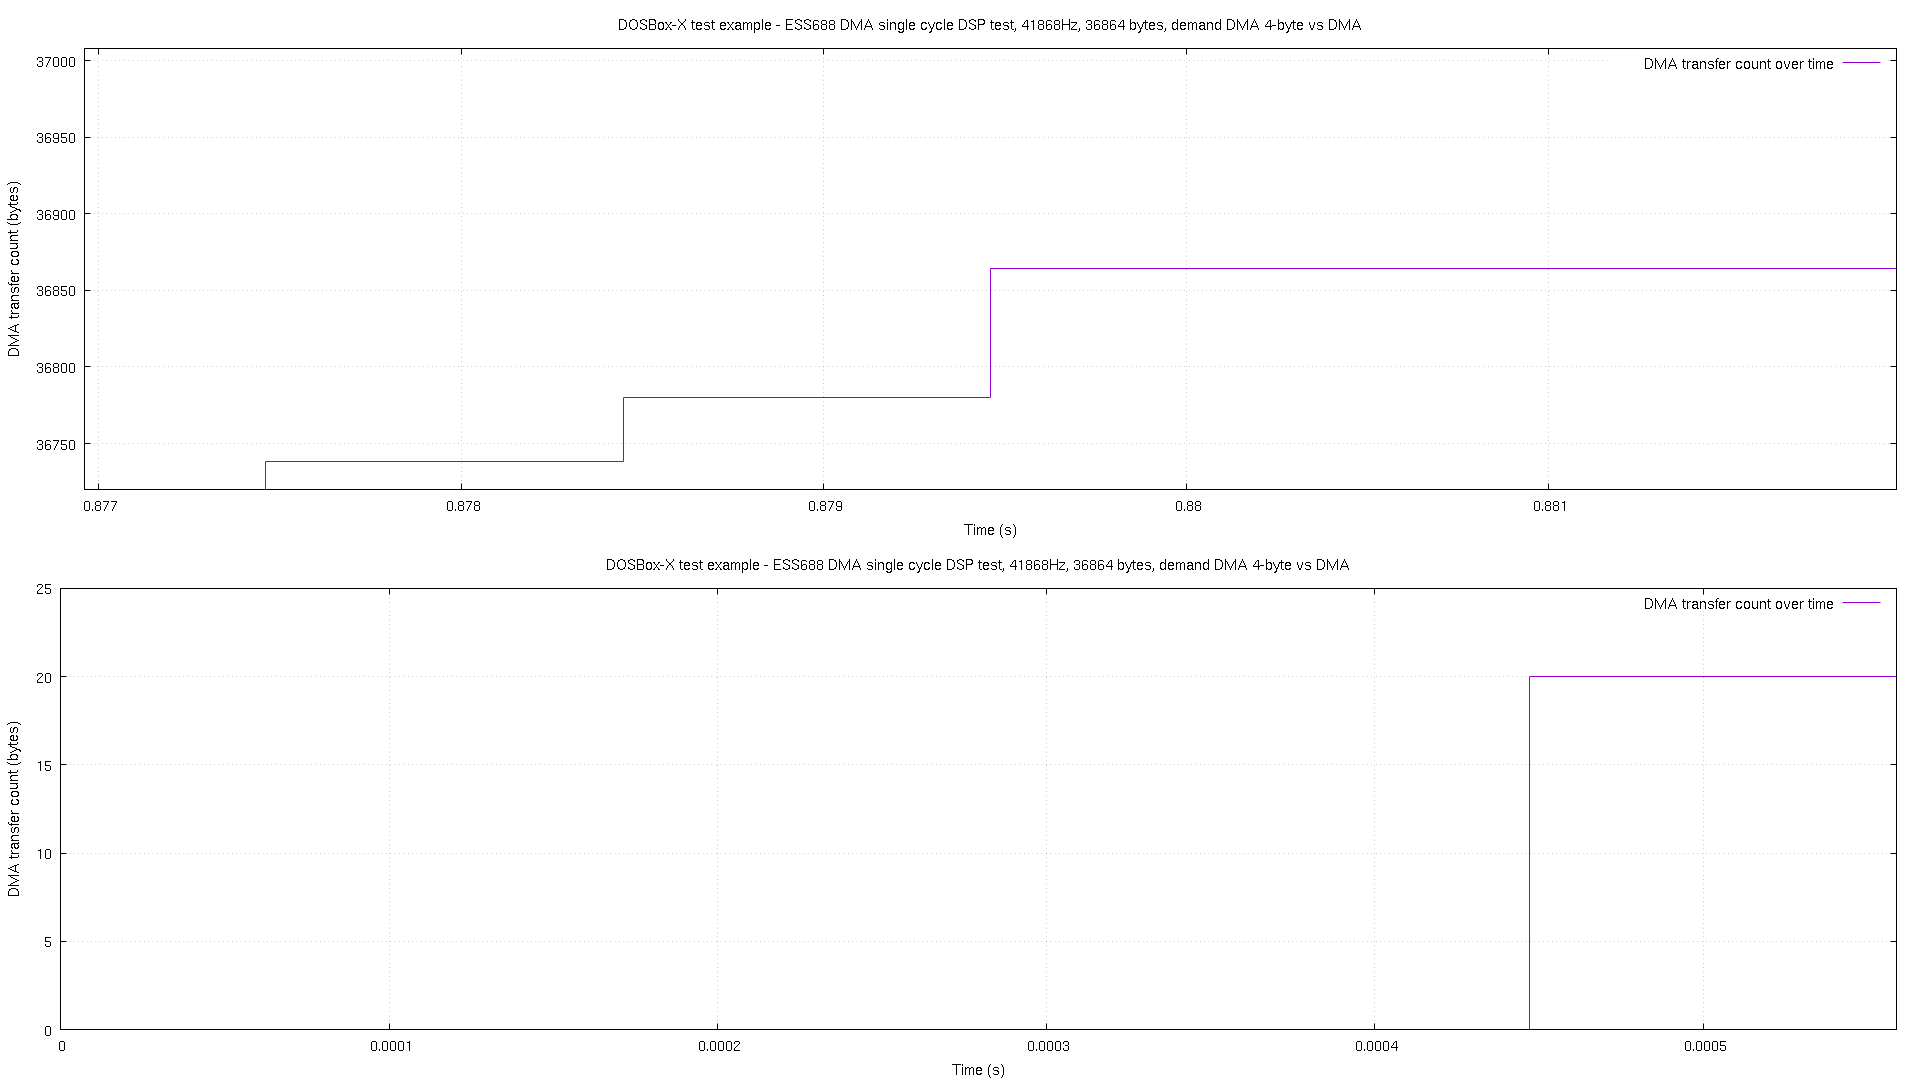 DOSBox-X test example - ESS688 DMA single cycle DSP test, 41868Hz, 36864 bytes, demand DMA 4-byte vs DMA
DMA transfer count over time
37000
36950
36900
36850
36800
36750
DMA transfer count (bytes)
0.877 0.878 0.879 0.88 0.881
Time (s)
DOSBox-X test example - ESS688 DMA single cycle DSP test, 41868Hz, 36864 bytes, demand DMA 4-byte vs DMA
DMA transfer count over time
25
20
15
10
5
0
DMA transfer count (bytes)
0 0.0001 0.0002 0.0003 0.0004 0.0005
Time (s)